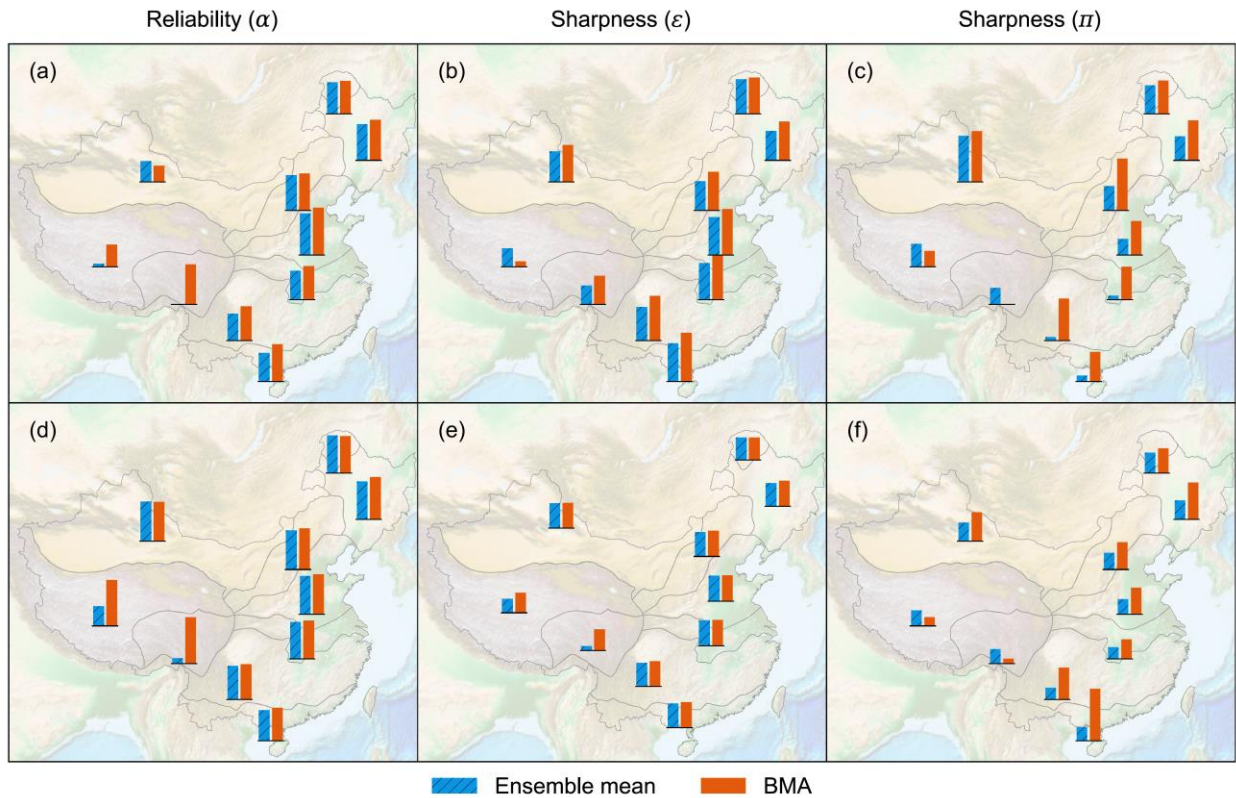 Reliability (α) Sharpness (ε) Sharpness (π)
(a) (b) (c)
(d) (e) (f)
Ensemble mean BMA